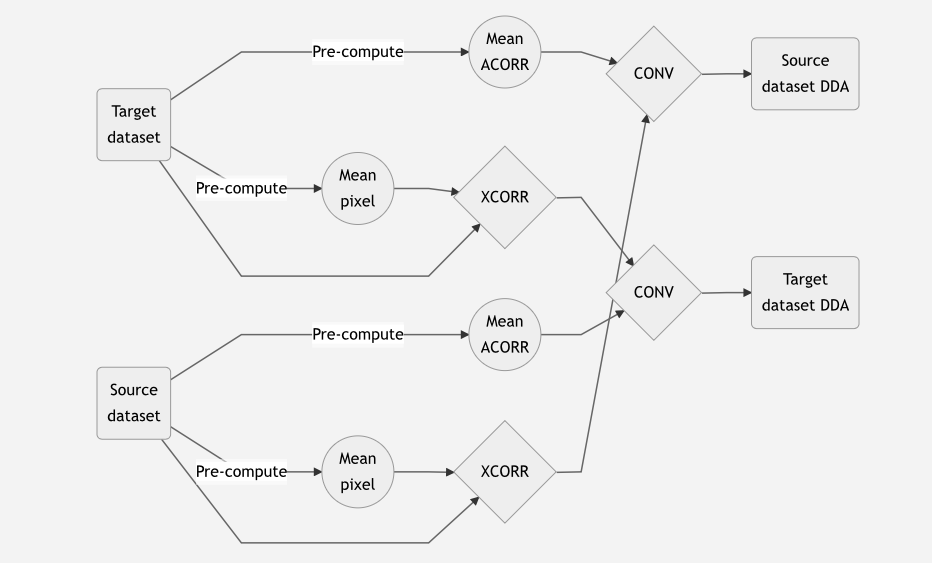 Pre-compute
Mean
ACORR
CONV
Source
dataset DDA
Target
dataset
Pre-compute
Mean
pixel
XCORR
CONV
Target
dataset DDA
Pre-compute
Mean
ACORR
Source
dataset
Pre-compute
Mean
pixel
XCORR